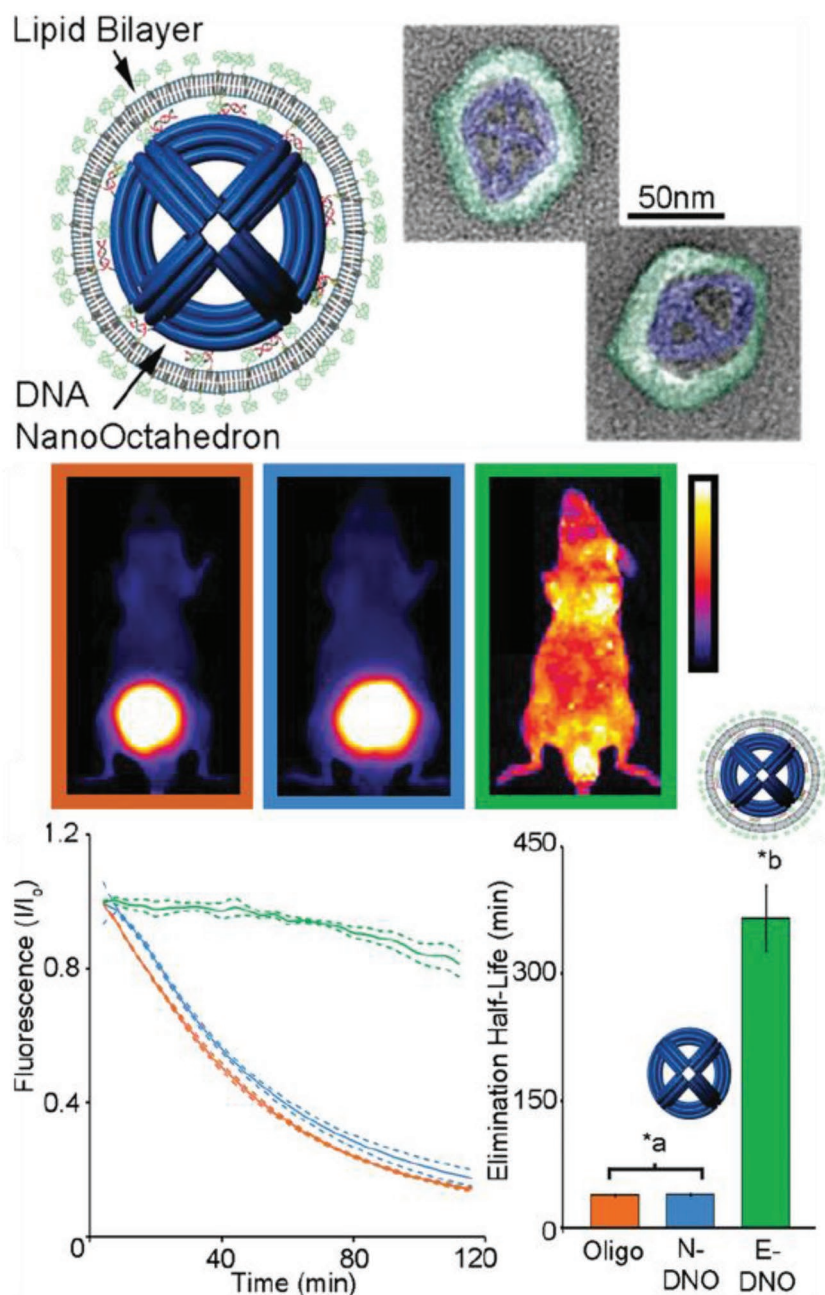 Lipid Bilayer
50nm
DNA
NanoOctahedron
1.2
0.8
0.4
0
Fluorescence (I/I₀)
40
80
120
Time (min)
450
300
150
0
Elimination Half-Life (min)
*a
*b
Oligo
N-
DNO
E-
DNO